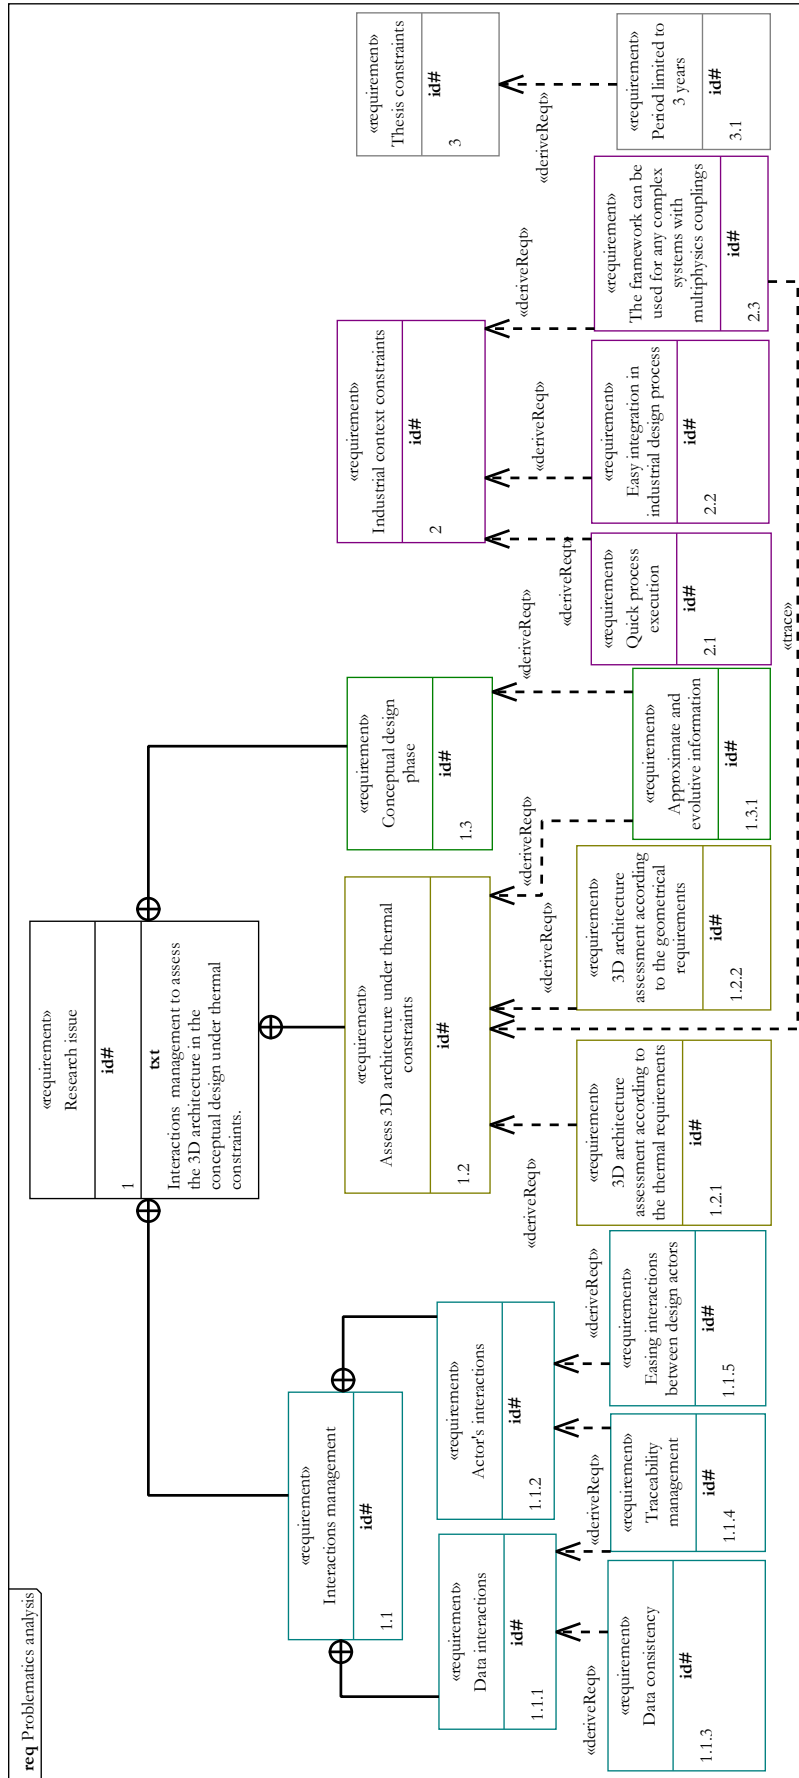 req Problematics analysis
«requirement»
Research issue
id#
1
txt
Interactions management to assess
the 3D architecture in the
conceptual design under thermal
constraints.
«requirement»
Interactions management
id#
1.1
«requirement»
Assess 3D architecture under thermal
constraints
id#
1.2
«requirement»
Conceptual design
phase
id#
1.3
«requirement»
Industrial context constraints
id#
2
«requirement»
Thesis constraints
id#
3
«requirement»
Data interactions
id#
1.1.1
«requirement»
Actor's interactions
id#
1.1.2
«deriveReqt»
«deriveReqt»
«deriveReqt»
«deriveReqt»
«deriveReqt»
«deriveReqt»
«deriveReqt»
«deriveReqt»
«deriveReqt»
«deriveReqt»
«deriveReqt»
«requirement»
Data consistency
id#
1.1.3
«requirement»
Traceability
management
id#
1.1.4
«requirement»
Easing interactions
between design actors
id#
1.1.5
«requirement»
3D architecture
assessment according to
the thermal requirements
id#
1.2.1
«requirement»
3D architecture
assessment according
to the geometrical
requirements
id#
1.2.2
«requirement»
Approximate and
evolutive information
id#
1.3.1
«requirement»
Quick process
execution
id#
2.1
«requirement»
Easy integration in
industrial design process
id#
2.2
«requirement»
The framework can be
used for any complex
systems with
multiphysics couplings
id#
2.3
«requirement»
Period limited to
3 years
id#
3.1
«trace»